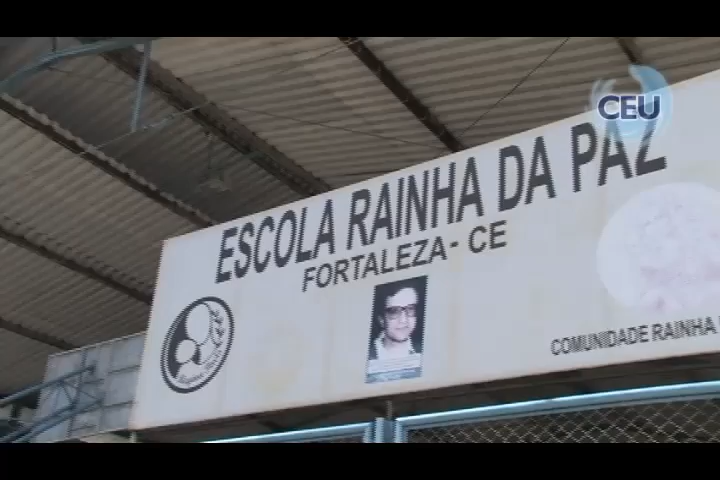 CEU
ESCOLA RAINHA DA PAZ
FORTALEZA - CE
COMUNIDADE RAINHA